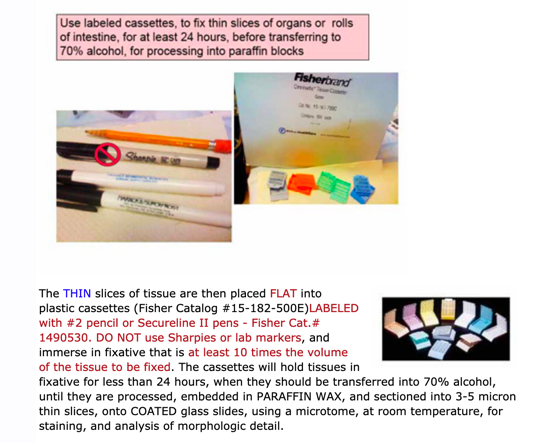 Use labeled cassettes, to fix thin slices of organs or rolls
of intestine, for at least 24 hours, before transferring to
70% alcohol, for processing into paraffin blocks
Fisherbrand
Sharpie
The THIN slices of tissue are then placed FLAT into
plastic cassettes (Fisher Catalog #15-182-500E)LABELED
with #2 pencil or Secureline II pens - Fisher Cat.#
1490530. DO NOT use Sharpies or lab markers, and
immerse in fixative that is at least 10 times the volume
of the tissue to be fixed. The cassettes will hold tissues in
fixative for less than 24 hours, when they should be transferred into 70% alcohol,
until they are processed, embedded in PARAFFIN WAX, and sectioned into 3-5 micron
thin slices, onto COATED glass slides, using a microtome, at room temperature, for
staining, and analysis of morphologic detail.